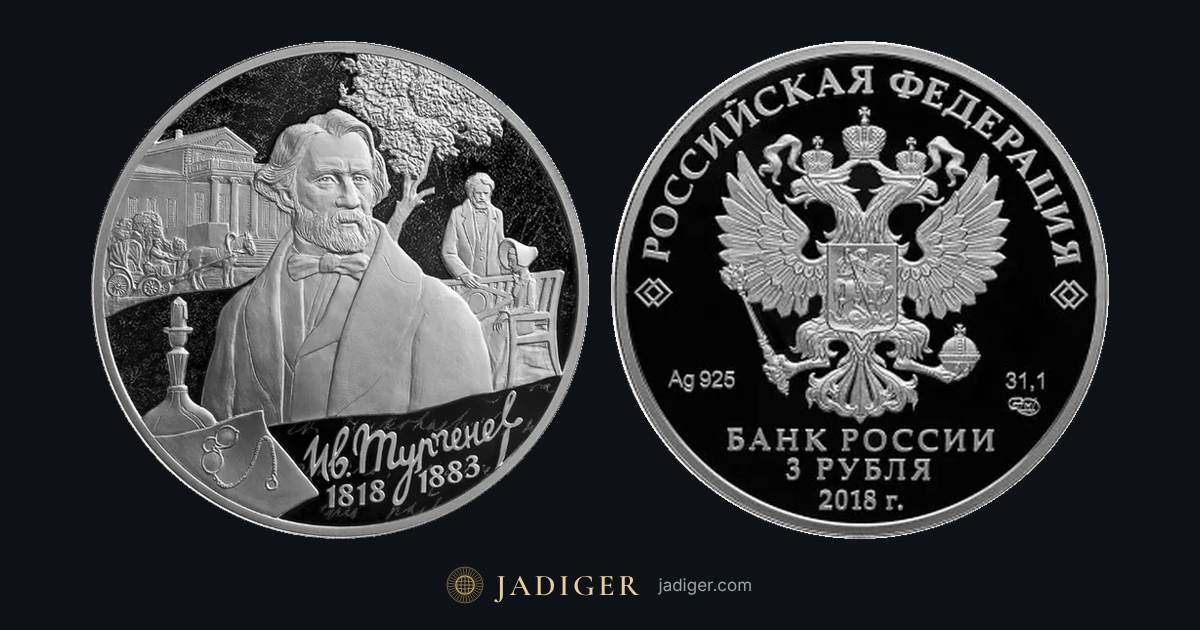 Ив. Тургенев
1818 1883
РОССИЙСКАЯ ФЕДЕРАЦИЯ
Ag 925
31,1
БАНК РОССИИ
3 РУБЛЯ
2018 г.
JADIGER
jadiger.com